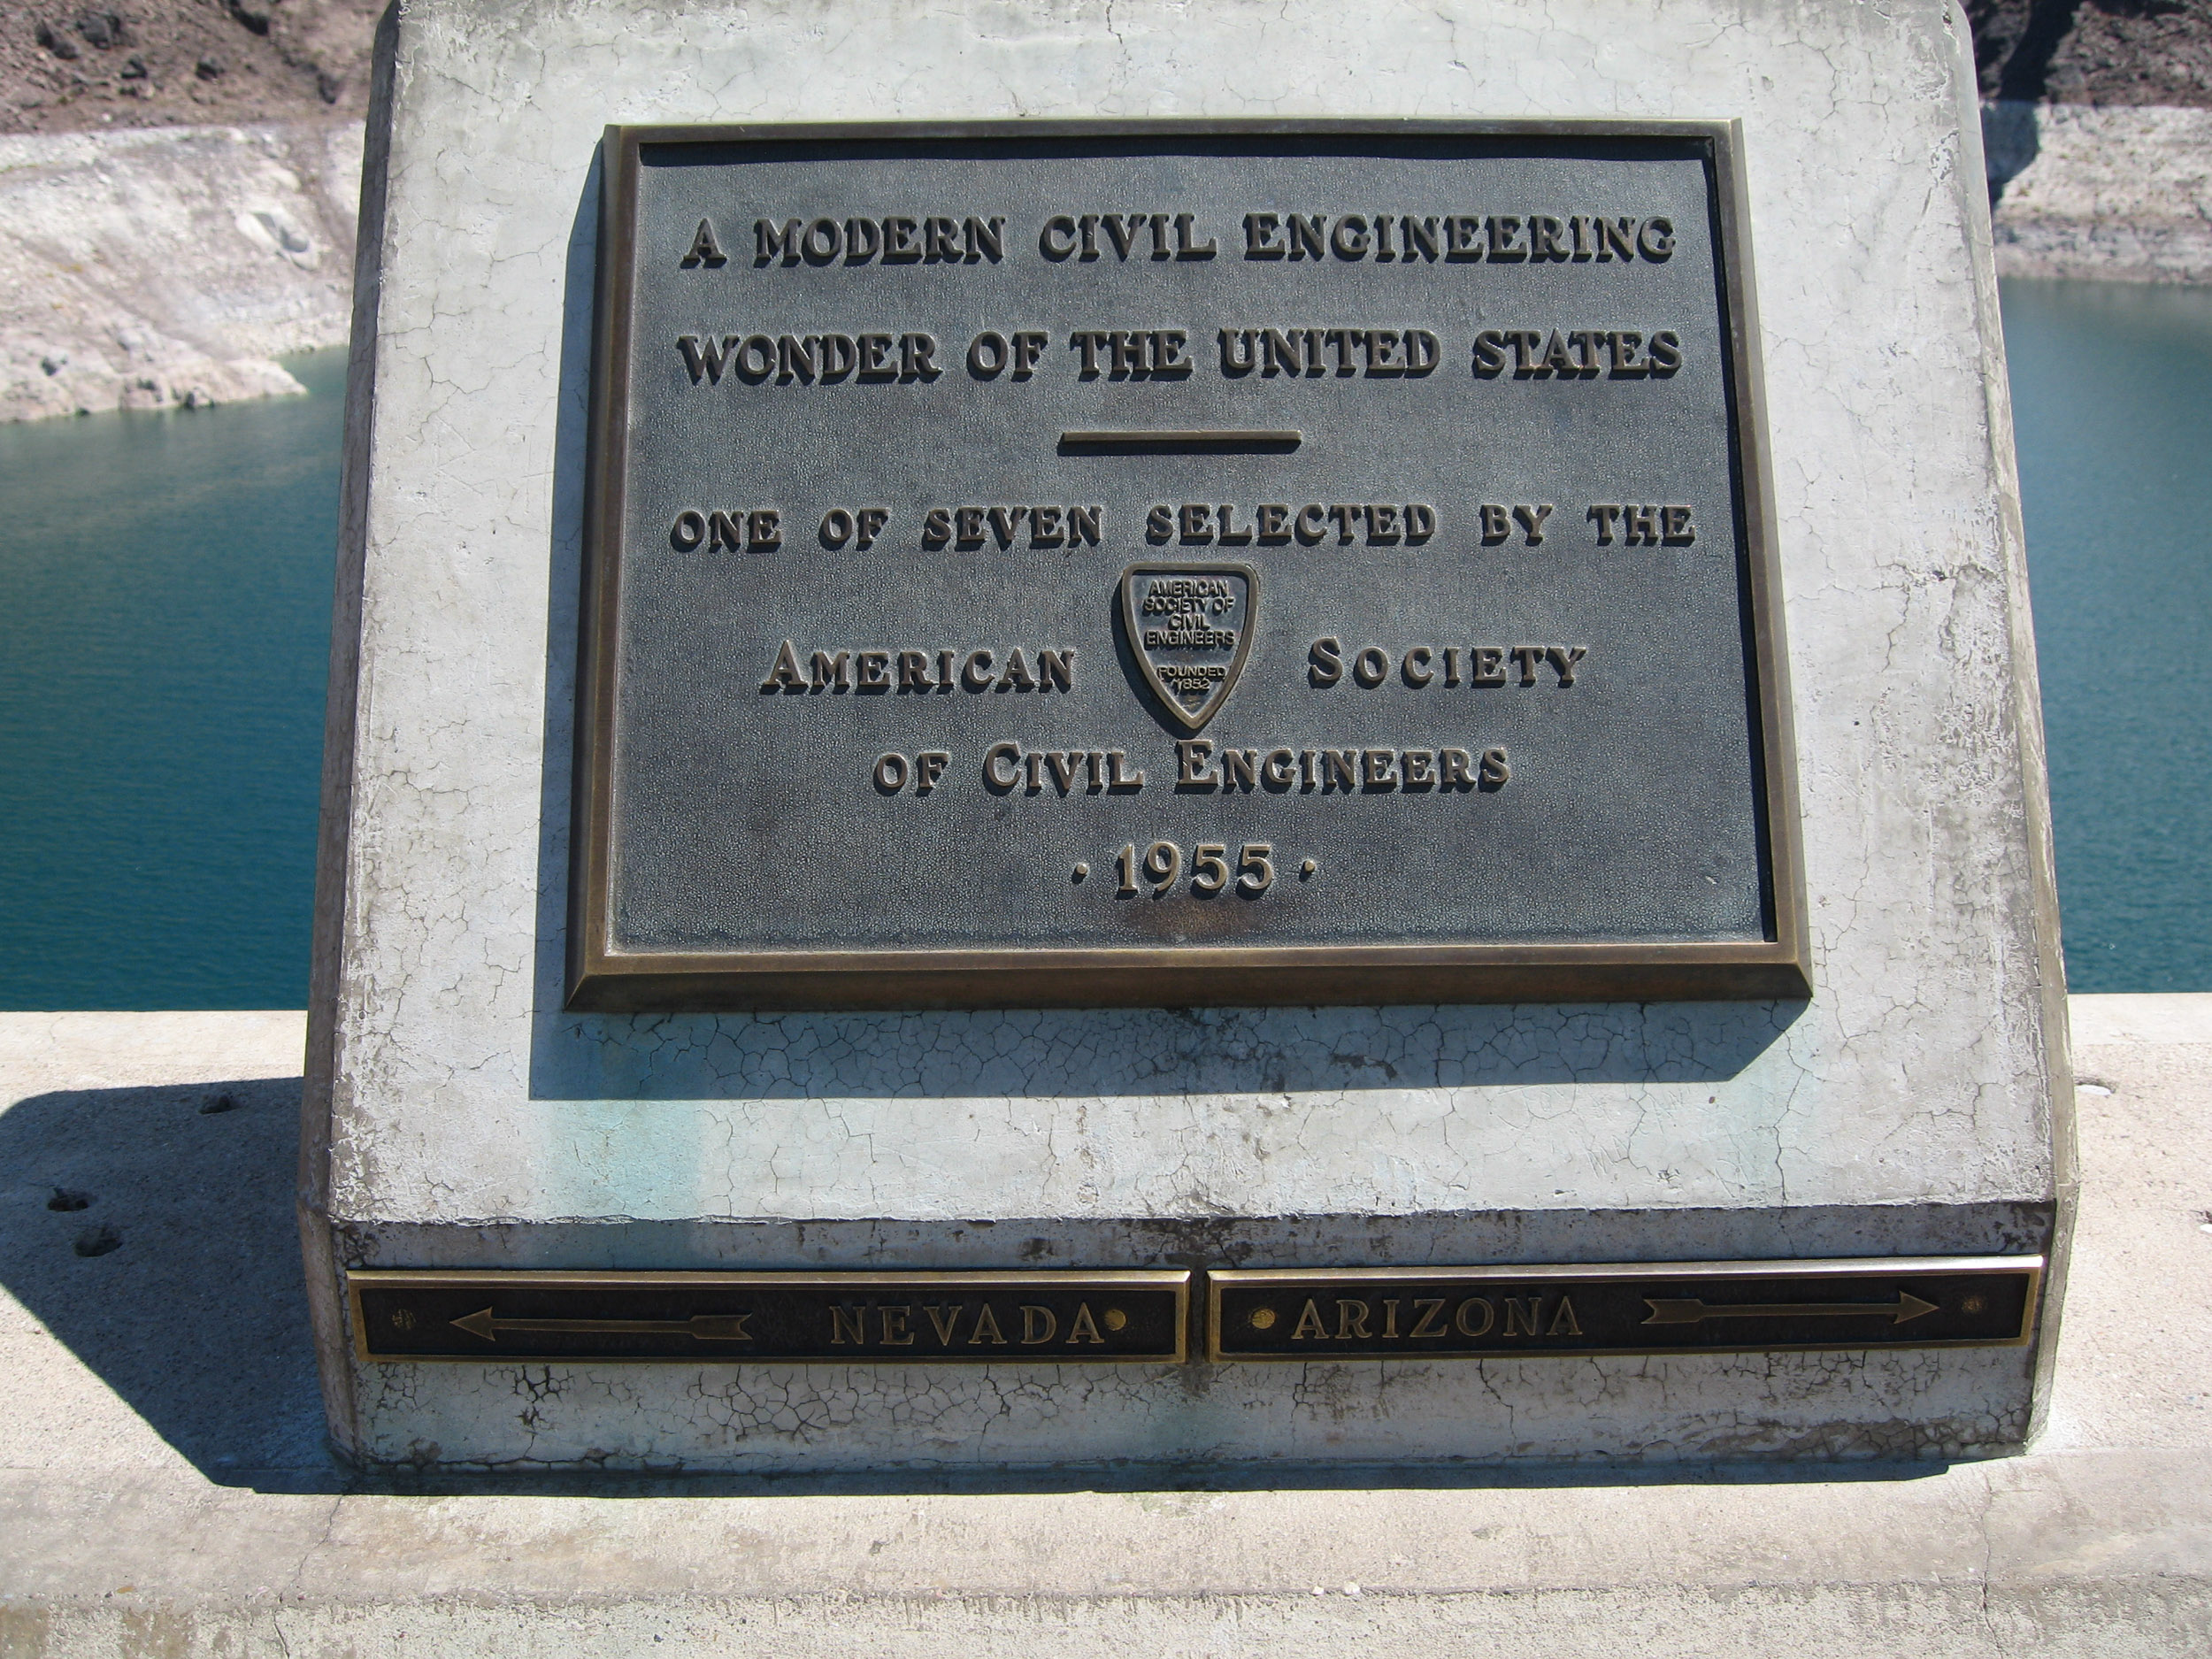 A MODERN CIVIL ENGINEERING
WONDER OF THE UNITED STATES
ONE OF SEVEN SELECTED BY THE
AMERICAN
SOCIETY OF
CIVIL
ENGINEERS
FOUNDED
1852
AMERICAN SOCIETY
OF CIVIL ENGINEERS
· 1955 ·
NEVADA ARIZONA